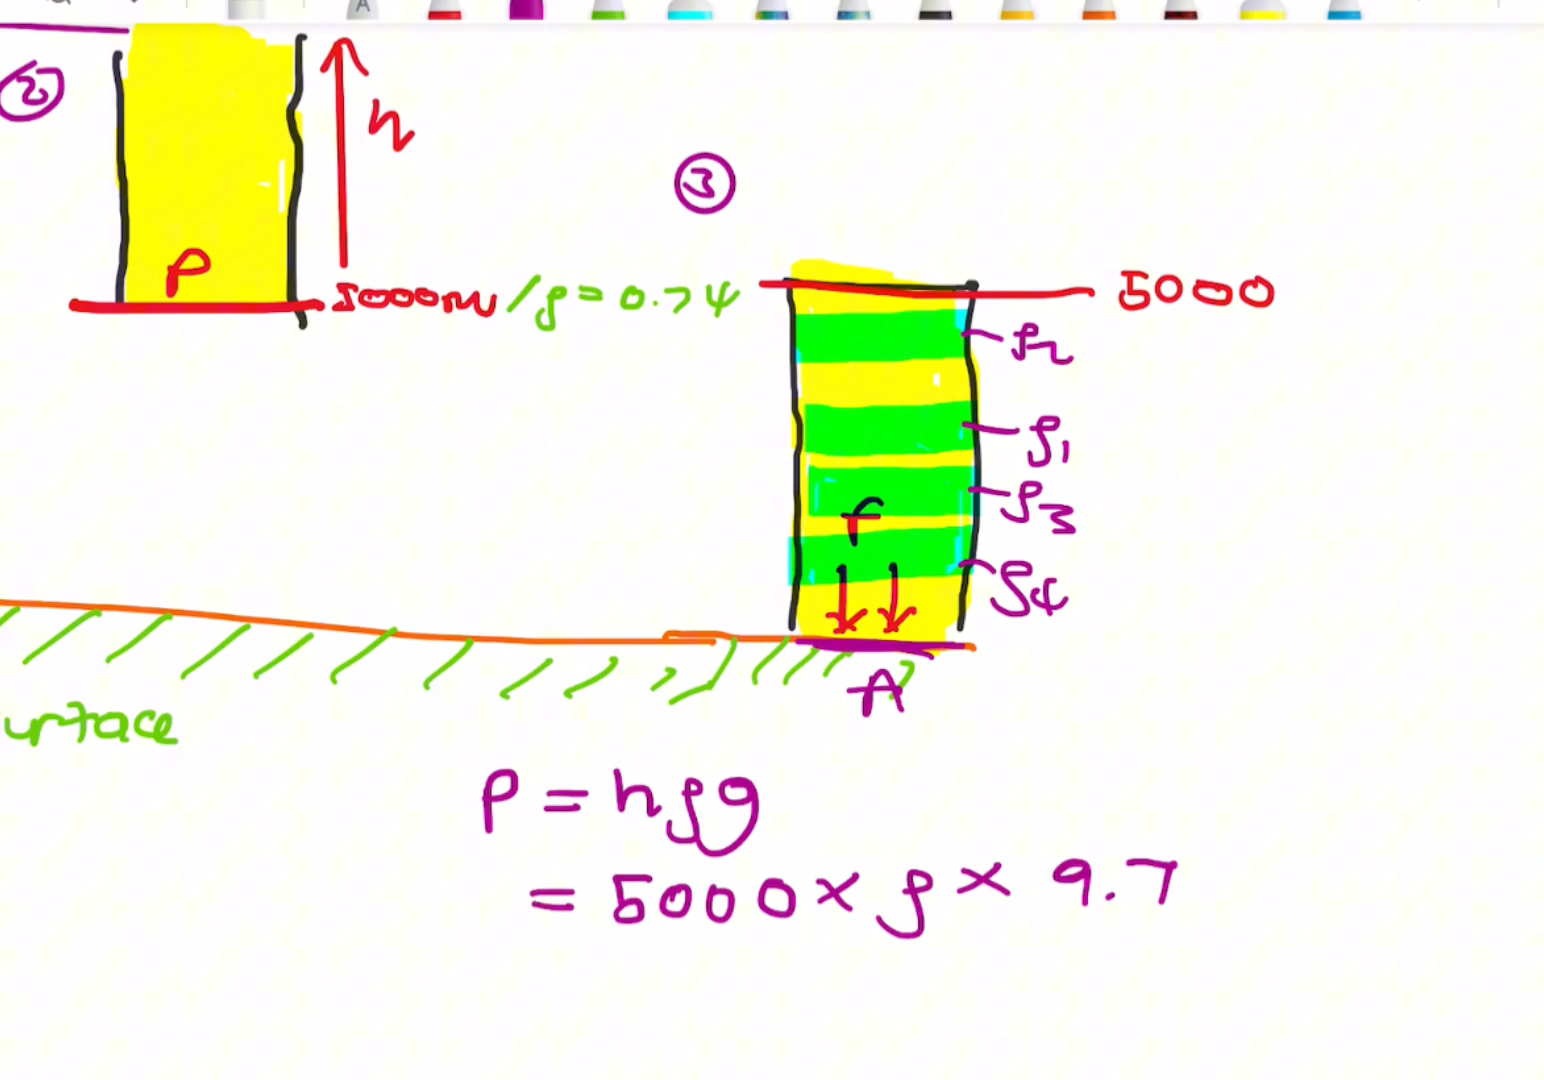 A
②
h
③
P
5000m /ρ=0.74
5000
ρ2
ρ1
ρ3
ρ4
A
urface
P = hρg
= 5000 × ρ × 9.7